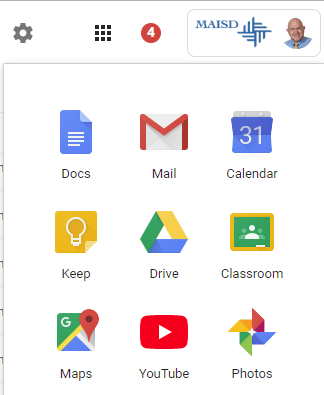 4
MAISD
31
Docs Mail Calendar
Keep Drive Classroom
G
Maps YouTube Photos